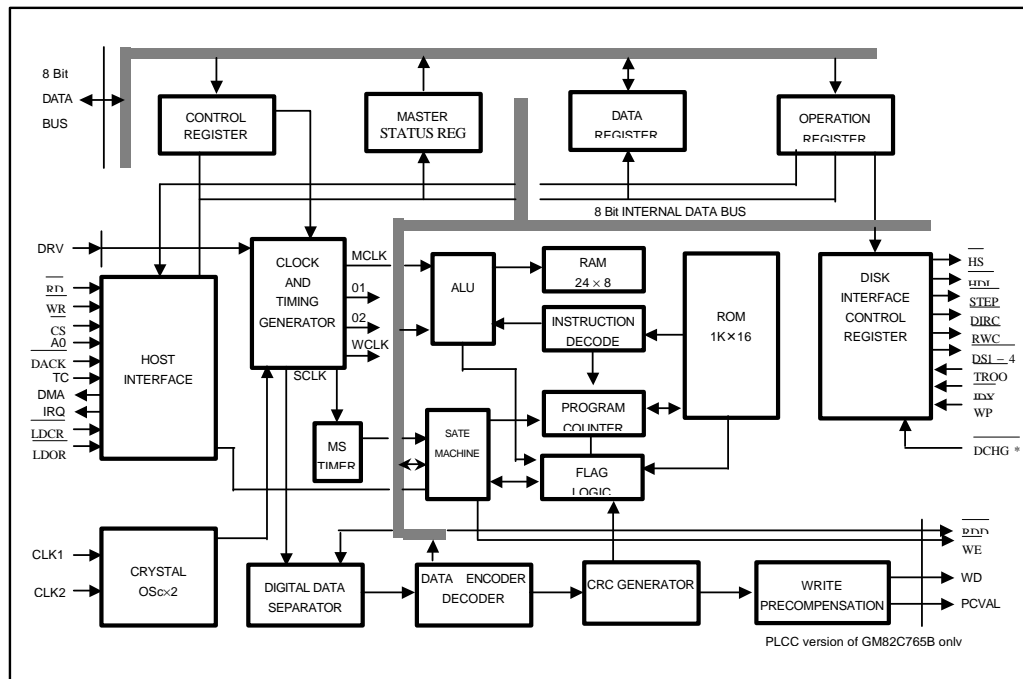 8 Bit
DATA
BUS
CONTROL
REGISTER
MASTER
STATUS REG
DATA
REGISTER
OPERATION
REGISTER
8 Bit INTERNAL DATA BUS
DRV
RD
WR
CS
A0
DACK
TC
DMA
IRQ
LDCR
LDOR
HOST
INTERFACE
CLOCK
AND
TIMING
GENERATOR
MCLK
01
02
WCLK
SCLK
MS
TIMER
ALU
RAM
24 × 8
INSTRUCTION
DECODE
ROM
1K×16
PROGRAM
COUNTER
SATE
MACHINE
FLAG
LOGIC
DISK
INTERFACE
CONTROL
REGISTER
HS
HDL
STEP
DIRC
RWC
DS1 – 4
TROO
IDX
WP
DCHG *
CLK1
CLK2
CRYSTAL
OSc×2
DIGITAL DATA
SEPARATOR
DATA ENCODER
DECODER
CRC GENERATOR
WRITE
PRECOMPENSATION
RDD
WE
WD
PCVAL
PLCC version of GM82C765B only